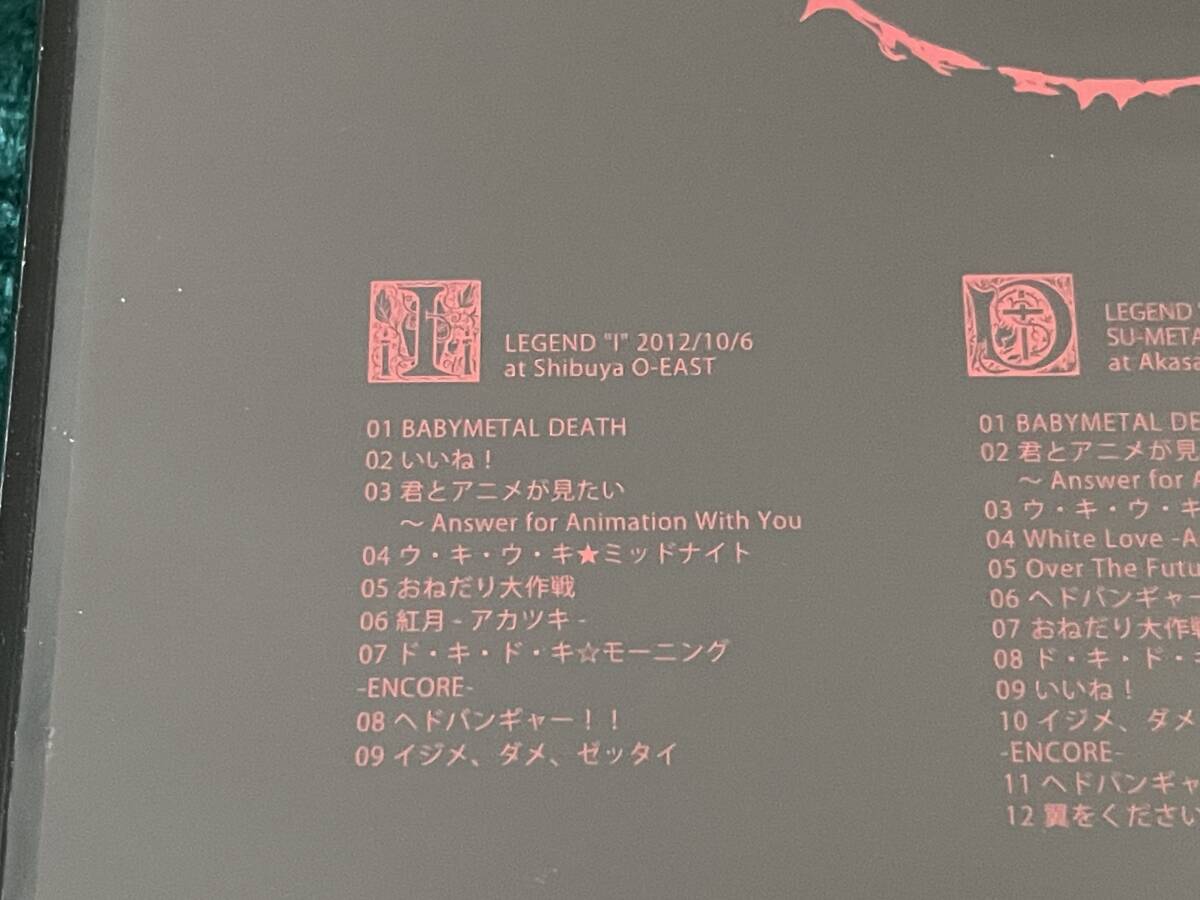 LEGEND "I" 2012/10/6
at Shibuya O-EAST
01 BABYMETAL DEATH
02 いいね！
03 君とアニメが見たい
～ Answer for Animation With You
04 ウ・キ・ウ・キ★ミッドナイト
05 おねだり大作戦
06 紅月 - アカツキ -
07 ド・キ・ド・キ☆モーニング
-ENCORE-
08 ヘドバンギャー！！
09 イジメ、ダメ、ゼッタイ
LEGEND
SU-META
at Akasa
01 BABYMETAL DE
02 君とアニメが見
～ Answer for A
03 ウ・キ・ウ・キ
04 White Love -A
05 Over The Futu
06 ヘドバンギャー
07 おねだり大作戦
08 ド・キ・ド・キ
09 いいね！
10 イジメ、ダメ
-ENCORE-
11 ヘドバンギャ
12 翼をください